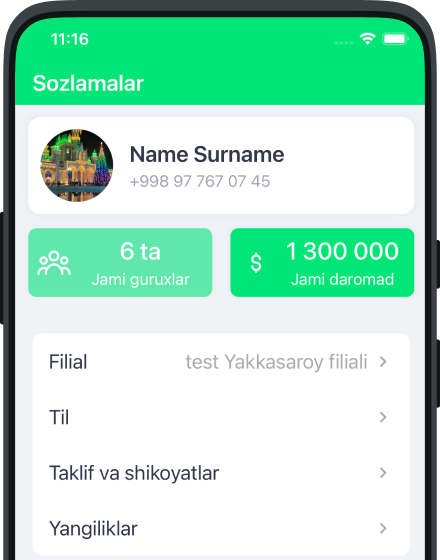 11:16
Sozlamalar
Name Surname
+998 97 767 07 45
6 ta
Jami guruxlar
$ 1 300 000
Jami daromad
Filial test Yakkasaroy filiali
Til
Taklif va shikoyatlar
Yangiliklar